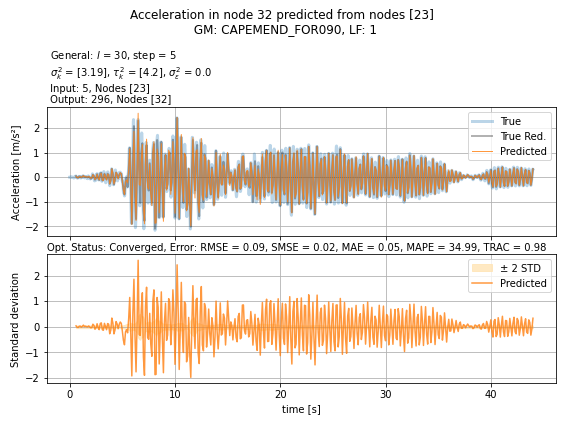 Acceleration in node 32 predicted from nodes [23]
GM: CAPEMEND_FOR090, LF: 1
General: l = 30, step = 5
σ²ₖ = [3.19], τ²ₖ = [4.2], σ²ε = 0.0
Input: 5, Nodes [23]
Output: 296, Nodes [32]
Acceleration [m/s²]
2
1
0
−1
−2
True
True Red.
Predicted
Opt. Status: Converged, Error: RMSE = 0.09, SMSE = 0.02, MAE = 0.05, MAPE = 34.99, TRAC = 0.98
Standard deviation
2
1
0
−1
−2
± 2 STD
Predicted
0
10
20
30
40
time [s]